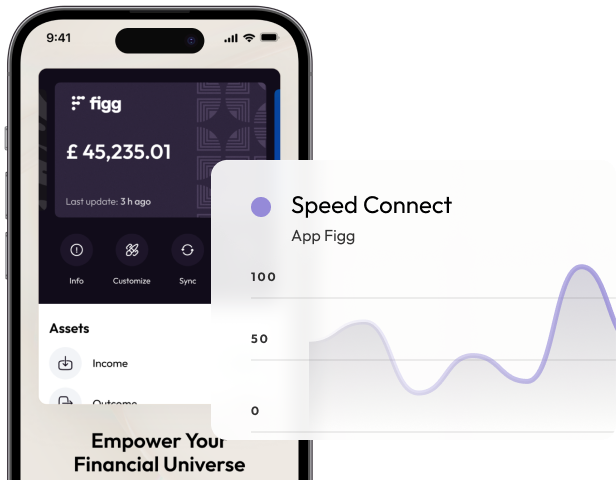 9:41
figg
£ 45,235.01
Last update: 3 h ago
Info
Customize
Sync
Assets
Income
Outcome
Empower Your
Financial Universe
Speed Connect
App Figg
100
50
0